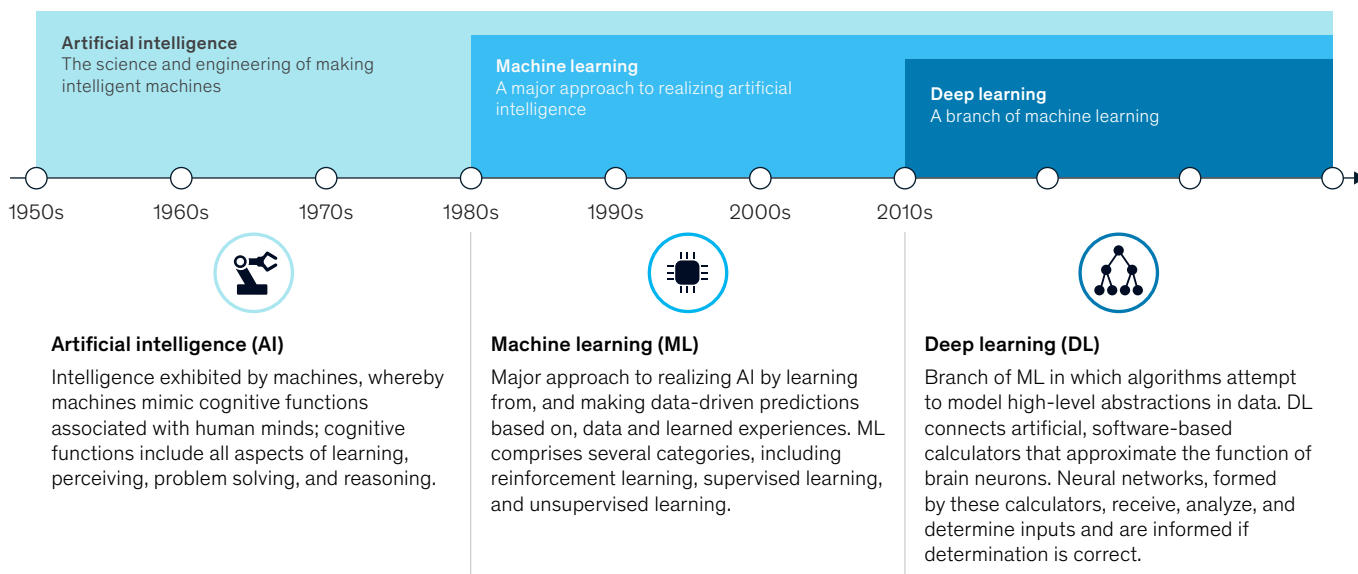 Artificial intelligence
The science and engineering of making
intelligent machines
Machine learning
A major approach to realizing artificial
intelligence
Deep learning
A branch of machine learning
1950s
1960s
1970s
1980s
1990s
2000s
2010s
Artificial intelligence (AI)
Intelligence exhibited by machines, whereby
machines mimic cognitive functions
associated with human minds; cognitive
functions include all aspects of learning,
perceiving, problem solving, and reasoning.
Machine learning (ML)
Major approach to realizing AI by learning
from, and making data-driven predictions
based on, data and learned experiences. ML
comprises several categories, including
reinforcement learning, supervised learning,
and unsupervised learning.
Deep learning (DL)
Branch of ML in which algorithms attempt
to model high-level abstractions in data. DL
connects artificial, software-based
calculators that approximate the function of
brain neurons. Neural networks, formed
by these calculators, receive, analyze, and
determine inputs and are informed if
determination is correct.